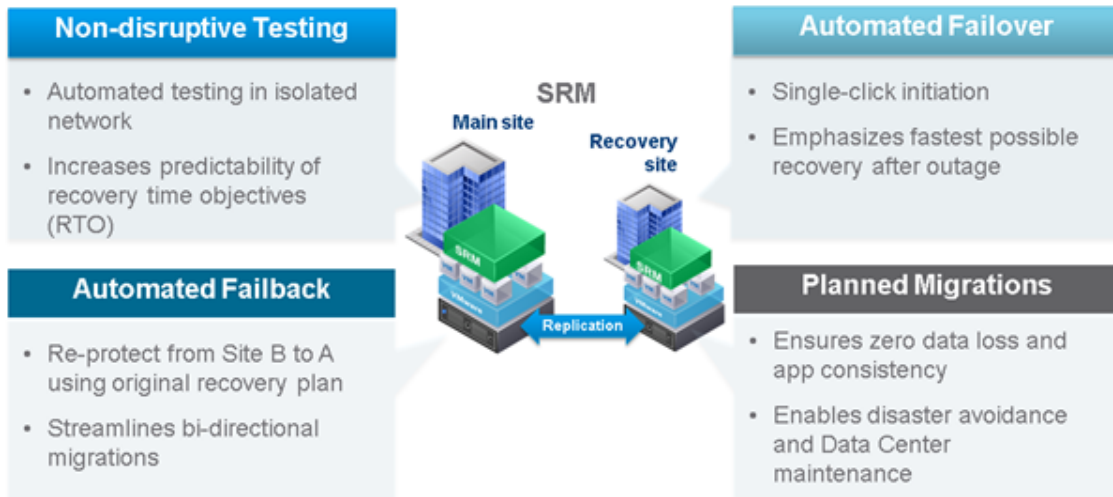 Non-disruptive Testing
• Automated testing in isolated
network
• Increases predictability of
recovery time objectives
(RTO)
Automated Failover
• Single-click initiation
• Emphasizes fastest possible
recovery after outage
SRM
Main site
Recovery
site
SRM
SRM
VMware
VMware
Replication
Automated Failback
• Re-protect from Site B to A
using original recovery plan
• Streamlines bi-directional
migrations
Planned Migrations
• Ensures zero data loss and
app consistency
• Enables disaster avoidance
and Data Center
maintenance